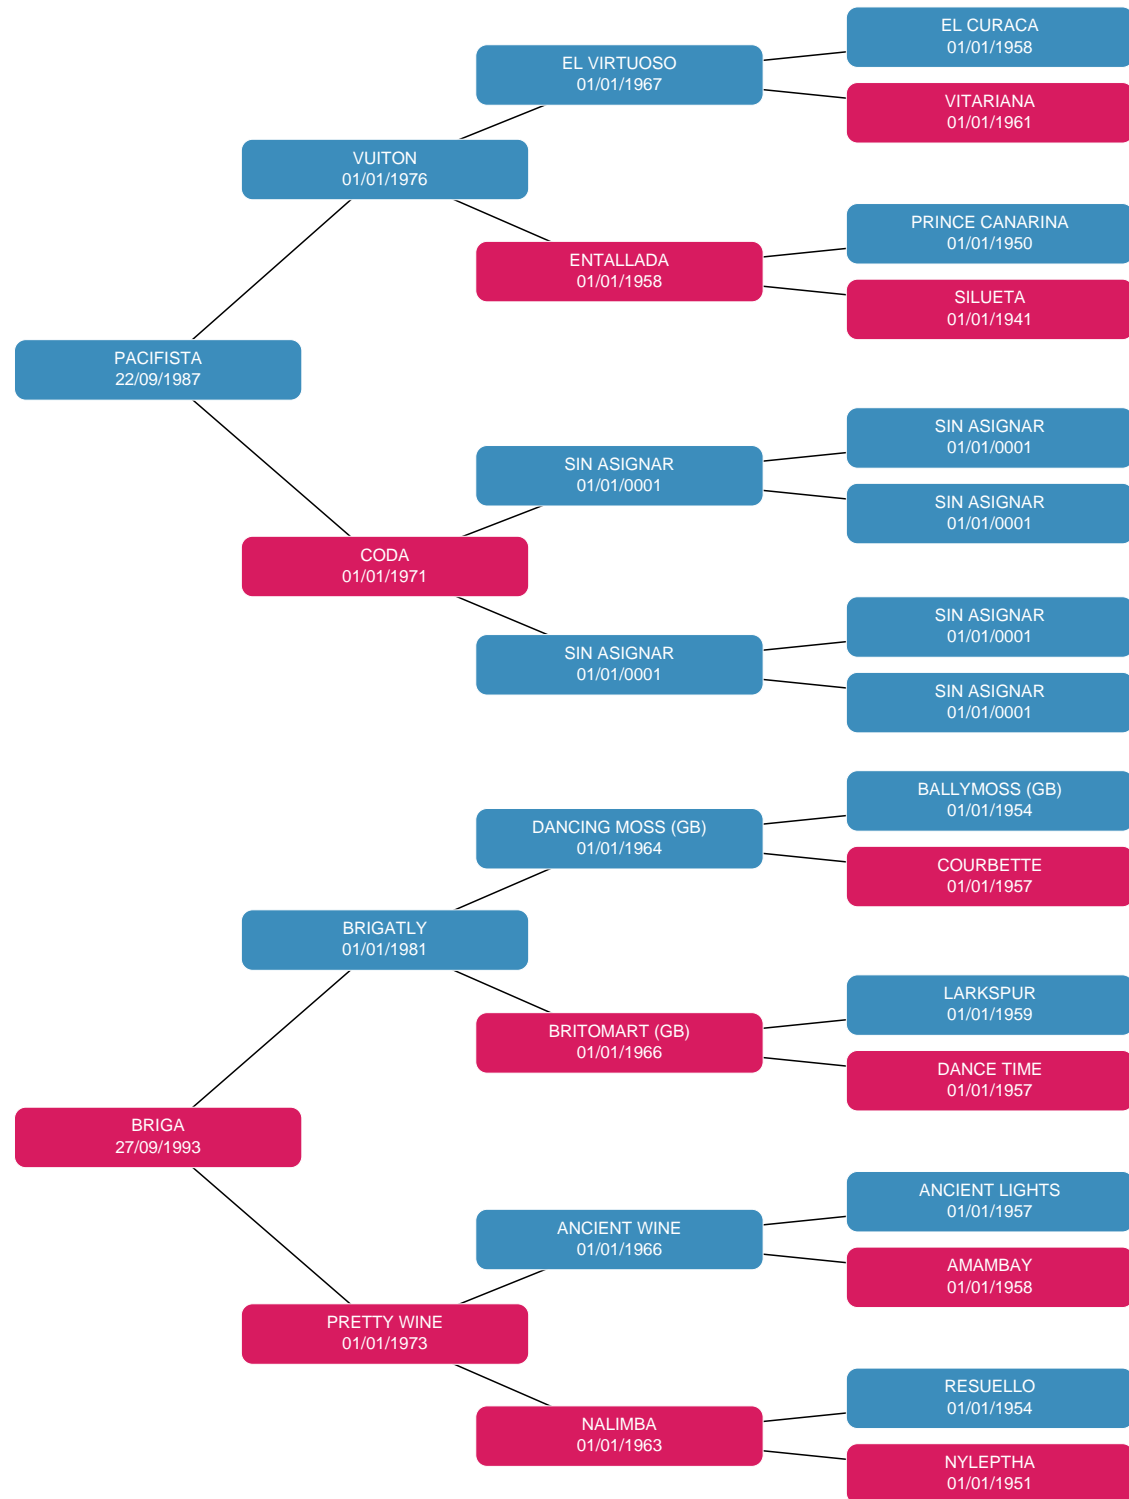 EL CURACA
01/01/1958
EL VIRTUOSO
01/01/1967
VITARIANA
01/01/1961
VUITON
01/01/1976
PRINCE CANARINA
01/01/1950
ENTALLADA
01/01/1958
SILUETA
01/01/1941
PACIFISTA
22/09/1987
SIN ASIGNAR
01/01/0001
SIN ASIGNAR
01/01/0001
SIN ASIGNAR
01/01/0001
CODA
01/01/1971
SIN ASIGNAR
01/01/0001
SIN ASIGNAR
01/01/0001
SIN ASIGNAR
01/01/0001
BALLYMOSS (GB)
01/01/1954
DANCING MOSS (GB)
01/01/1964
COURBETTE
01/01/1957
BRIGATLY
01/01/1981
LARKSPUR
01/01/1959
BRITOMART (GB)
01/01/1966
DANCE TIME
01/01/1957
BRIGA
27/09/1993
ANCIENT LIGHTS
01/01/1957
ANCIENT WINE
01/01/1966
AMAMBAY
01/01/1958
PRETTY WINE
01/01/1973
RESUELLO
01/01/1954
NALIMBA
01/01/1963
NYLEPTHA
01/01/1951